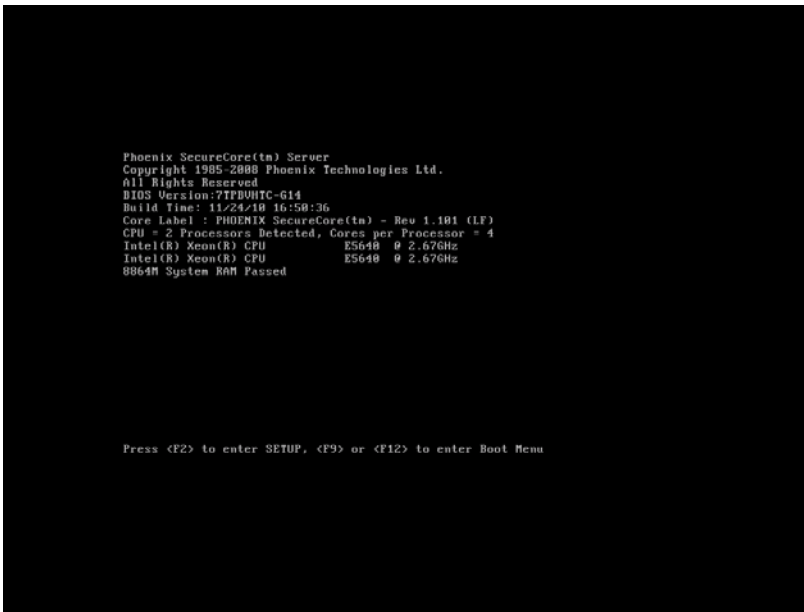 Phoenix SecureCore(tm) Server
Copyright 1985-2008 Phoenix Technologies Ltd.
All Rights Reserved
BIOS Version:7TPBVHTC-G14
Build Time: 11/24/10 16:50:36
Core Label : PHOENIX SecureCore(tm) - Rev 1.101 (LF)
CPU = 2 Processors Detected, Cores per Processor = 4
Intel(R) Xeon(R) CPU E5640 @ 2.67GHz
Intel(R) Xeon(R) CPU E5640 @ 2.67GHz
8864M System RAM Passed
Press <F2> to enter SETUP, <F9> or <F12> to enter Boot Menu